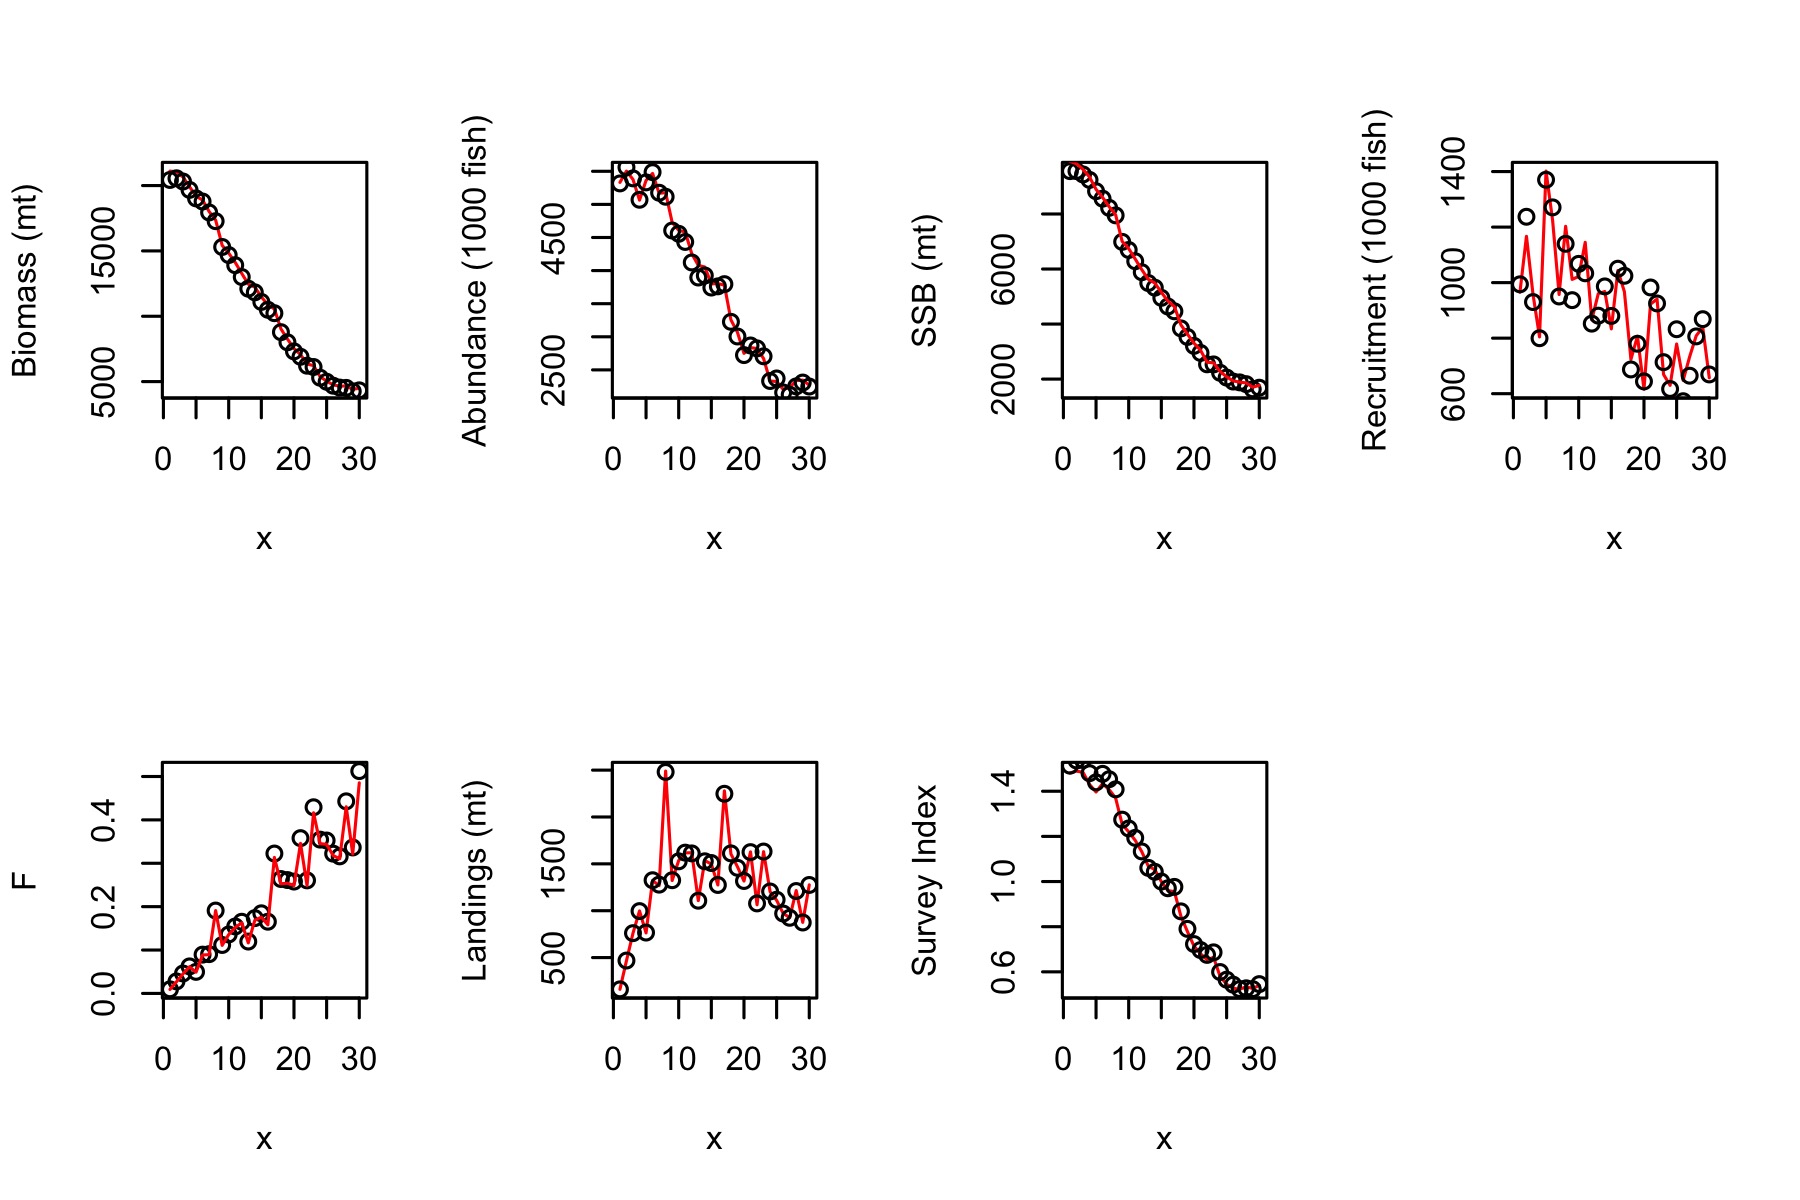 Biomass (mt)
5000 15000
0 10 20 30
x
Abundance (1000 fish)
2500 4500
0 10 20 30
x
SSB (mt)
2000 6000
0 10 20 30
x
Recruitment (1000 fish)
600 1000 1400
0 10 20 30
x
F
0.0 0.2 0.4
0 10 20 30
x
Landings (mt)
500 1500
0 10 20 30
x
Survey Index
0.6 1.0 1.4
0 10 20 30
x